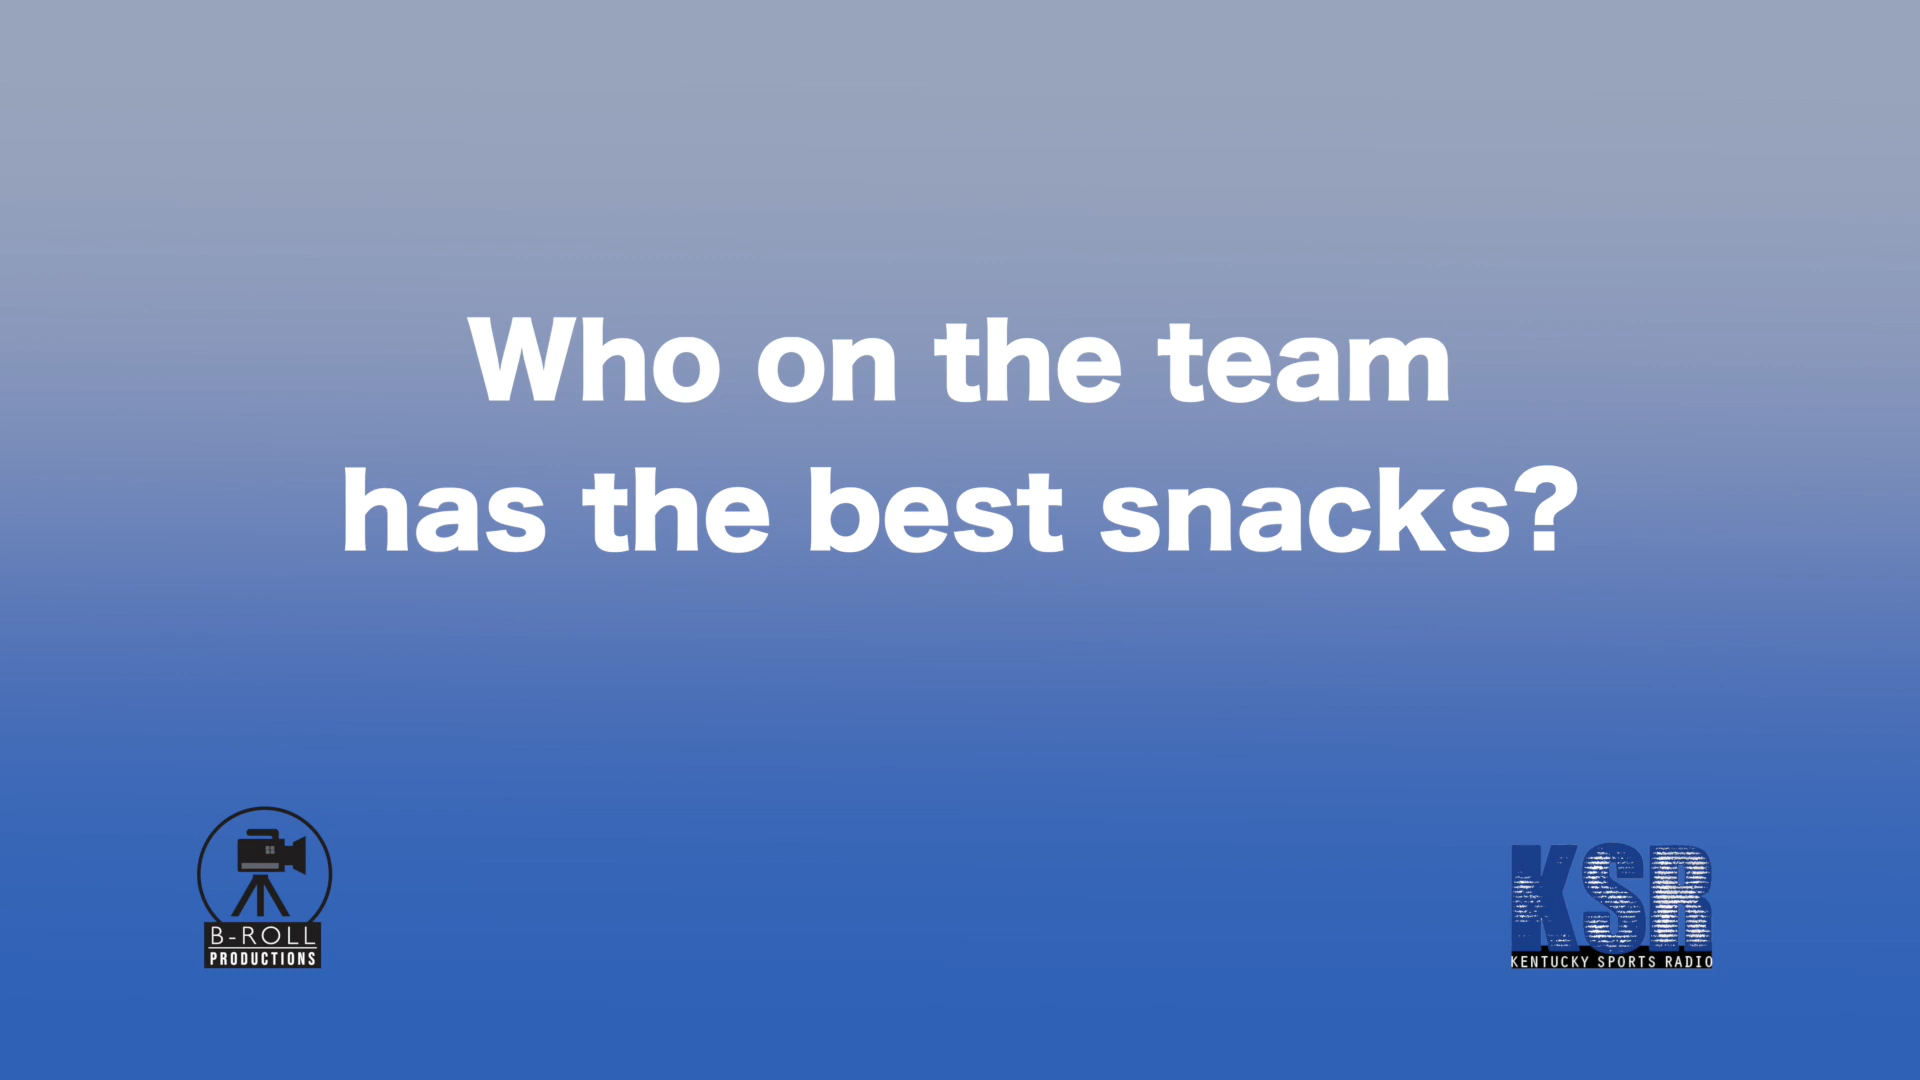 Who on the team
has the best snacks?
B-ROLL
PRODUCTIONS
KSR
KENTUCKY SPORTS RADIO